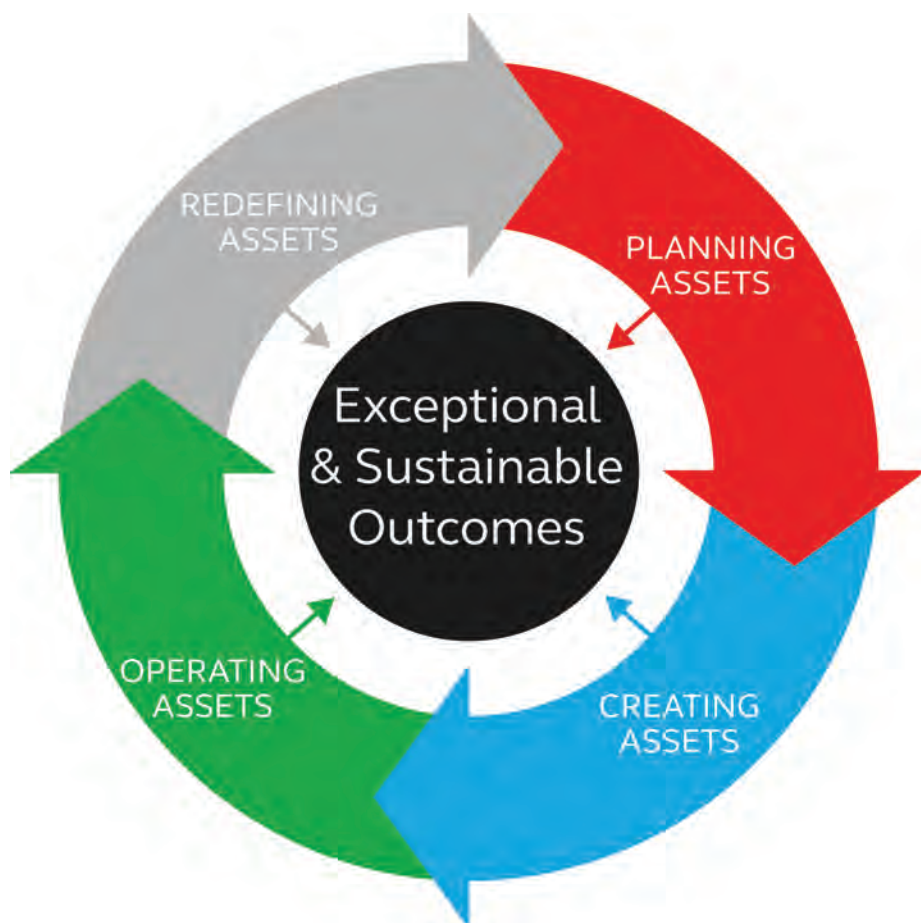 REDEFINING
ASSETS
PLANNING
ASSETS
Exceptional
& Sustainable
Outcomes
OPERATING
ASSETS
CREATING
ASSETS